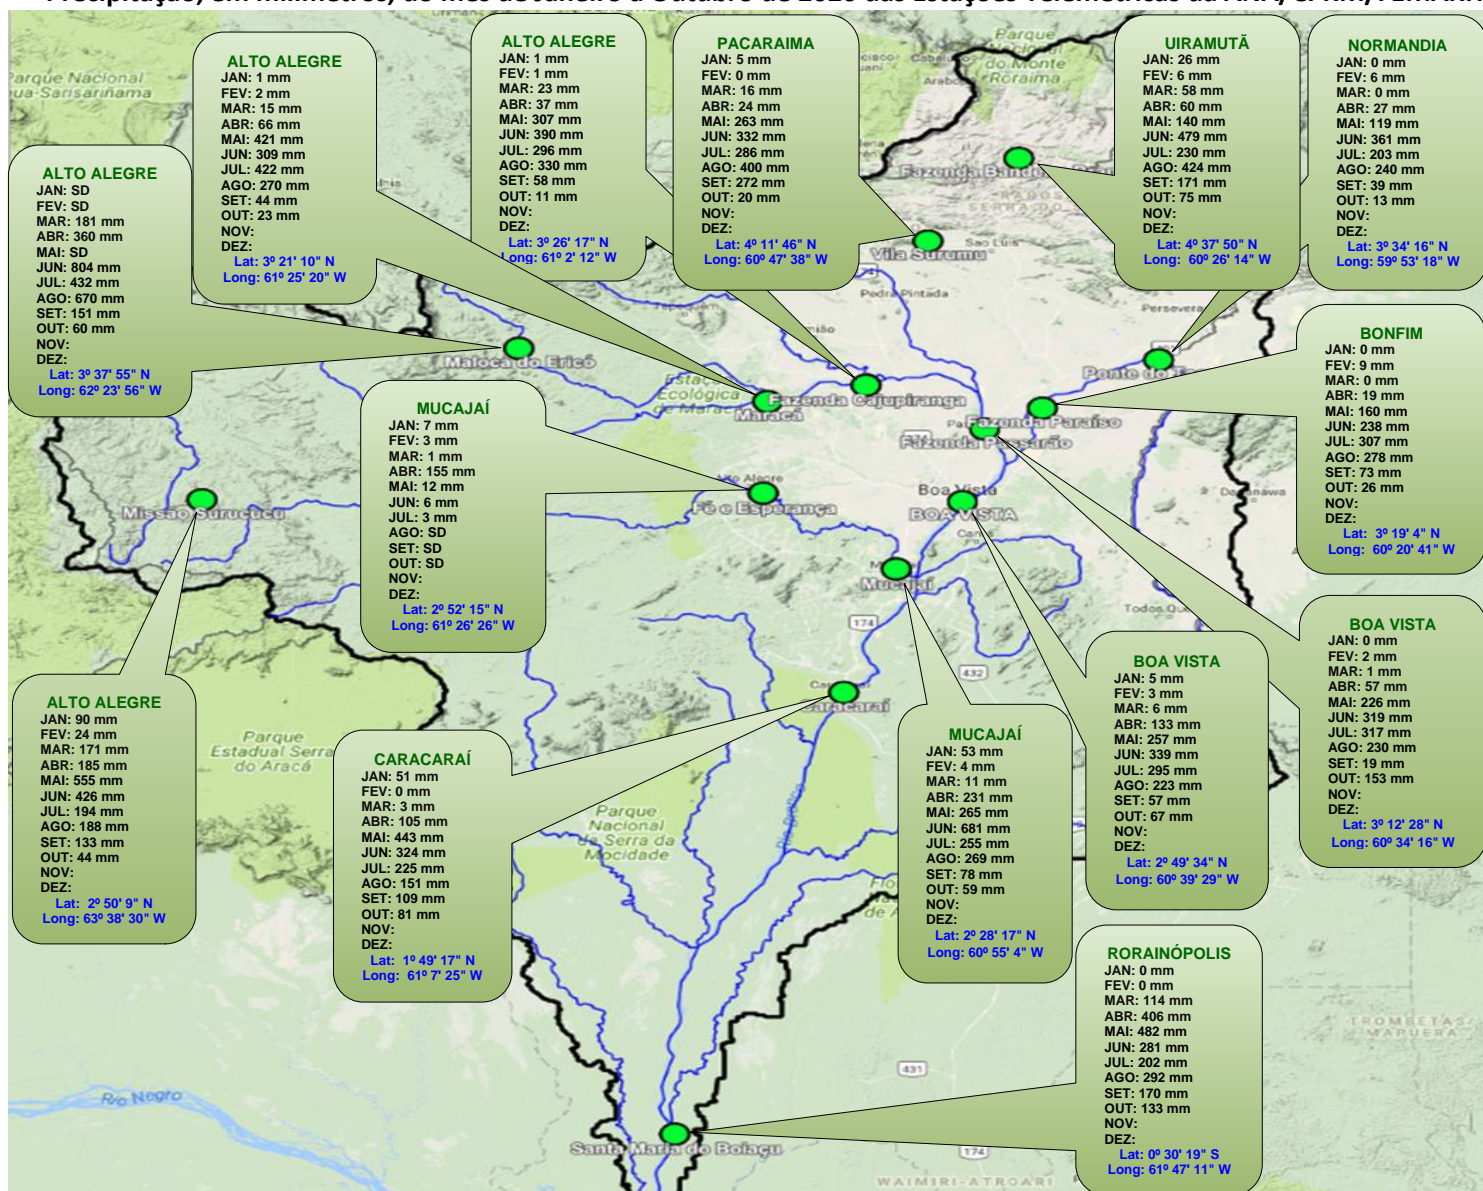 ALTO ALEGRE
JAN: SD
FEV: SD
MAR: 181 mm
ABR: 360 mm
MAI: SD
JUN: 804 mm
JUL: 432 mm
AGO: 670 mm
SET: 151 mm
OUT: 60 mm
NOV:
DEZ:
Lat: 3º 37' 55" N
Long: 62º 23' 56" W
ALTO ALEGRE
JAN: 1 mm
FEV: 2 mm
MAR: 15 mm
ABR: 66 mm
MAI: 421 mm
JUN: 309 mm
JUL: 422 mm
AGO: 270 mm
SET: 44 mm
OUT: 23 mm
NOV:
DEZ:
Lat: 3º 21' 10" N
Long: 61º 25' 20" W
ALTO ALEGRE
JAN: 1 mm
FEV: 1 mm
MAR: 23 mm
ABR: 37 mm
MAI: 307 mm
JUN: 390 mm
JUL: 296 mm
AGO: 330 mm
SET: 58 mm
OUT: 11 mm
NOV:
DEZ:
Lat: 3º 26' 17" N
Long: 61º 2' 12" W
PACARAIMA
JAN: 5 mm
FEV: 0 mm
MAR: 16 mm
ABR: 24 mm
MAI: 263 mm
JUN: 332 mm
JUL: 286 mm
AGO: 400 mm
SET: 272 mm
OUT: 20 mm
NOV:
DEZ:
Lat: 4º 11' 46" N
Long: 60º 47' 38" W
UIRAMUTÃ
JAN: 26 mm
FEV: 6 mm
MAR: 58 mm
ABR: 60 mm
MAI: 140 mm
JUN: 479 mm
JUL: 230 mm
AGO: 424 mm
SET: 171 mm
OUT: 75 mm
NOV:
DEZ:
Lat: 4º 37' 50" N
Long: 60º 26' 14" W
NORMANDIA
JAN: 0 mm
FEV: 6 mm
MAR: 0 mm
ABR: 27 mm
MAI: 119 mm
JUN: 361 mm
JUL: 203 mm
AGO: 240 mm
SET: 39 mm
OUT: 13 mm
NOV:
DEZ:
Lat: 3º 34' 16" N
Long: 59º 53' 18" W
BONFIM
JAN: 0 mm
FEV: 9 mm
MAR: 0 mm
ABR: 19 mm
MAI: 160 mm
JUN: 238 mm
JUL: 307 mm
AGO: 278 mm
SET: 73 mm
OUT: 26 mm
NOV:
DEZ:
Lat: 3º 19' 4" N
Long: 60º 20' 41" W
MUCAJAÍ
JAN: 7 mm
FEV: 3 mm
MAR: 1 mm
ABR: 155 mm
MAI: 12 mm
JUN: 6 mm
JUL: 3 mm
AGO: SD
SET: SD
OUT: SD
NOV:
DEZ:
Lat: 2º 52' 15" N
Long: 61º 26' 26" W
BOA VISTA
JAN: 0 mm
FEV: 2 mm
MAR: 1 mm
ABR: 57 mm
MAI: 226 mm
JUN: 319 mm
JUL: 317 mm
AGO: 230 mm
SET: 19 mm
OUT: 153 mm
NOV:
DEZ:
Lat: 3º 12' 28" N
Long: 60º 34' 16" W
BOA VISTA
JAN: 5 mm
FEV: 3 mm
MAR: 6 mm
ABR: 133 mm
MAI: 257 mm
JUN: 339 mm
JUL: 295 mm
AGO: 223 mm
SET: 57 mm
OUT: 67 mm
NOV:
DEZ:
Lat: 2º 49' 34" N
Long: 60º 39' 29" W
ALTO ALEGRE
JAN: 90 mm
FEV: 24 mm
MAR: 171 mm
ABR: 185 mm
MAI: 555 mm
JUN: 426 mm
JUL: 194 mm
AGO: 188 mm
SET: 133 mm
OUT: 44 mm
NOV:
DEZ:
Lat: 2º 50' 9" N
Long: 63º 38' 30" W
CARACARAÍ
JAN: 51 mm
FEV: 0 mm
MAR: 3 mm
ABR: 105 mm
MAI: 443 mm
JUN: 324 mm
JUL: 225 mm
AGO: 151 mm
SET: 109 mm
OUT: 81 mm
NOV:
DEZ:
Lat: 1º 49' 17" N
Long: 61º 7' 25" W
MUCAJAÍ
JAN: 53 mm
FEV: 4 mm
MAR: 11 mm
ABR: 231 mm
MAI: 265 mm
JUN: 681 mm
JUL: 255 mm
AGO: 269 mm
SET: 78 mm
OUT: 59 mm
NOV:
DEZ:
Lat: 2º 28' 17" N
Long: 60º 55' 4" W
RORAINÓPOLIS
JAN: 0 mm
FEV: 0 mm
MAR: 114 mm
ABR: 406 mm
MAI: 482 mm
JUN: 281 mm
JUL: 202 mm
AGO: 292 mm
SET: 170 mm
OUT: 133 mm
NOV:
DEZ:
Lat: 0º 30' 19" S
Long: 61º 47' 11" W
Parque Nacional
Parque
do Monte
Roraima
Vila Surumu
Sao Luis
Pedra Pintada
Maloca do Ericó
Ecológica
Maracá
Fazenda Cajupiranga
Fazenda Paraíso
Fazenda Passarão
Ponte do
Missão Surucucu
Alto Alegre
Fé e Esperança
Boa Vista
BOA VISTA
Mucajaí
174
432
Caracaraí
Parque
Estadual Serra
do Aracá
Parque
Nacional
da Serra da
Mocidade
Rio Branco
Rio Negro
431
174
Santa Maria do Boiaçu
TROMBETAS/
MAPUERA
WAIMIRI-ATROARI